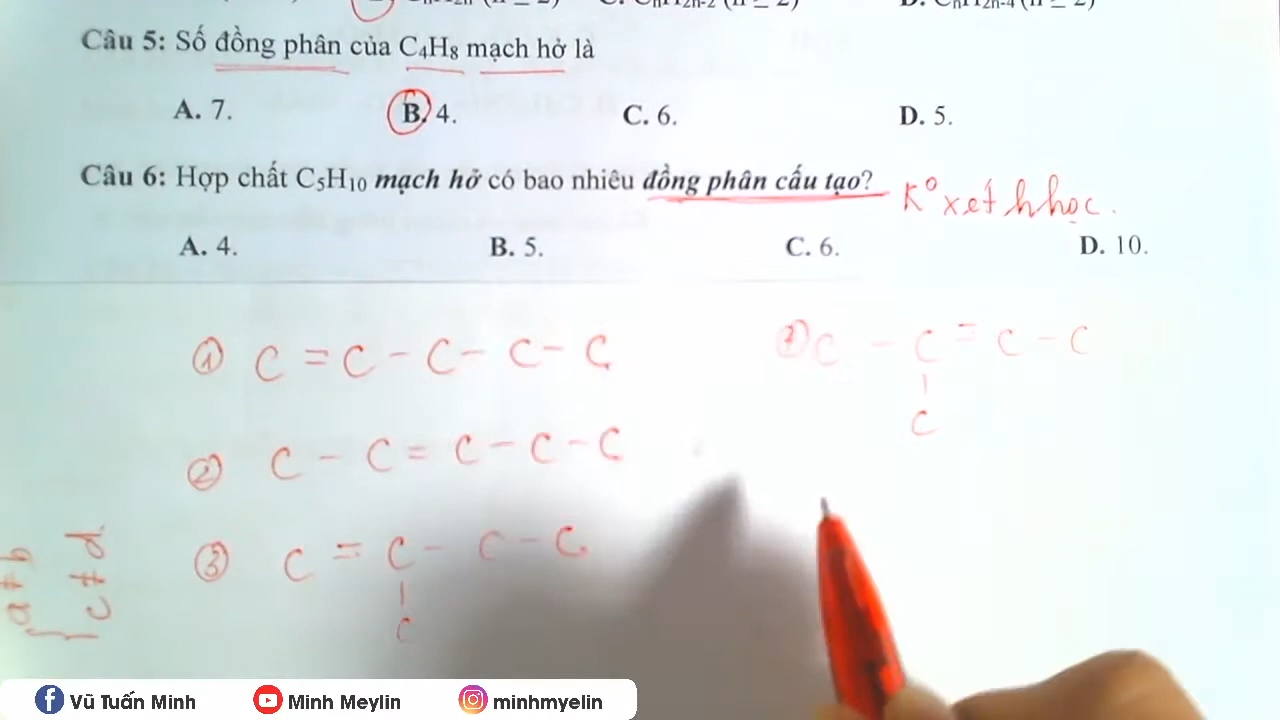 Câu 5: Số đồng phân của C₄H₈ mạch hở là
A. 7. B. 4. C. 6. D. 5.
Câu 6: Hợp chất C₅H₁₀ mạch hở có bao nhiêu đồng phân cấu tạo? K° xét h học.
A. 4. B. 5. C. 6. D. 10.
① C = C - C - C - C
C - C = C - C
C
② C - C = C - C - C
③ C = C - C - C
C
a ≠ b
c ≠ d
Vũ Tuấn Minh Minh Meylin minhmyelin